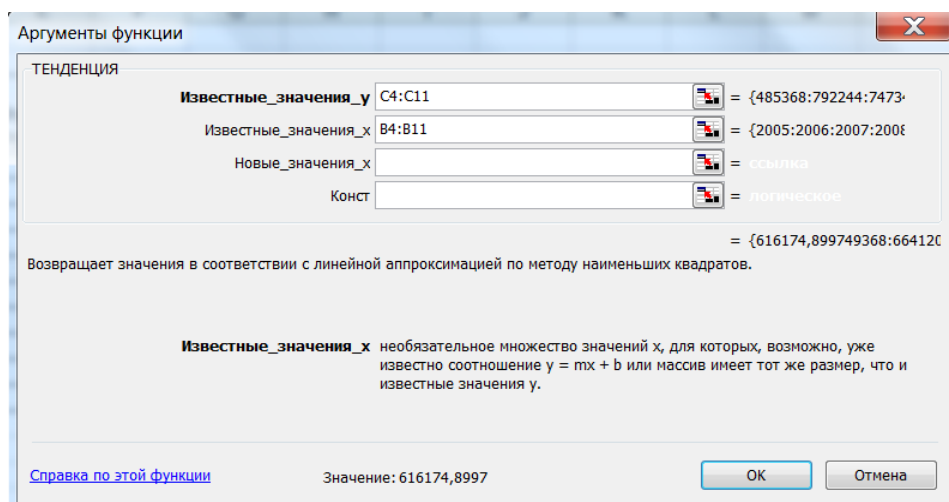 Аргументы функции
ТЕНДЕНЦИЯ
Известные_значения_y C4:C11 = {485368:792244:74734
Известные_значения_x B4:B11 = {2005:2006:2007:2008
Новые_значения_x = ссылка
Конст = логическое
= {616174,899749368:664120
Возвращает значения в соответствии с линейной аппроксимацией по методу наименьших квадратов.
Известные_значения_x необязательное множество значений x, для которых, возможно, уже
известно соотношение y = mx + b или массив имеет тот же размер, что и
известные значения y.
Справка по этой функции Значение: 616174,8997 ОК Отмена